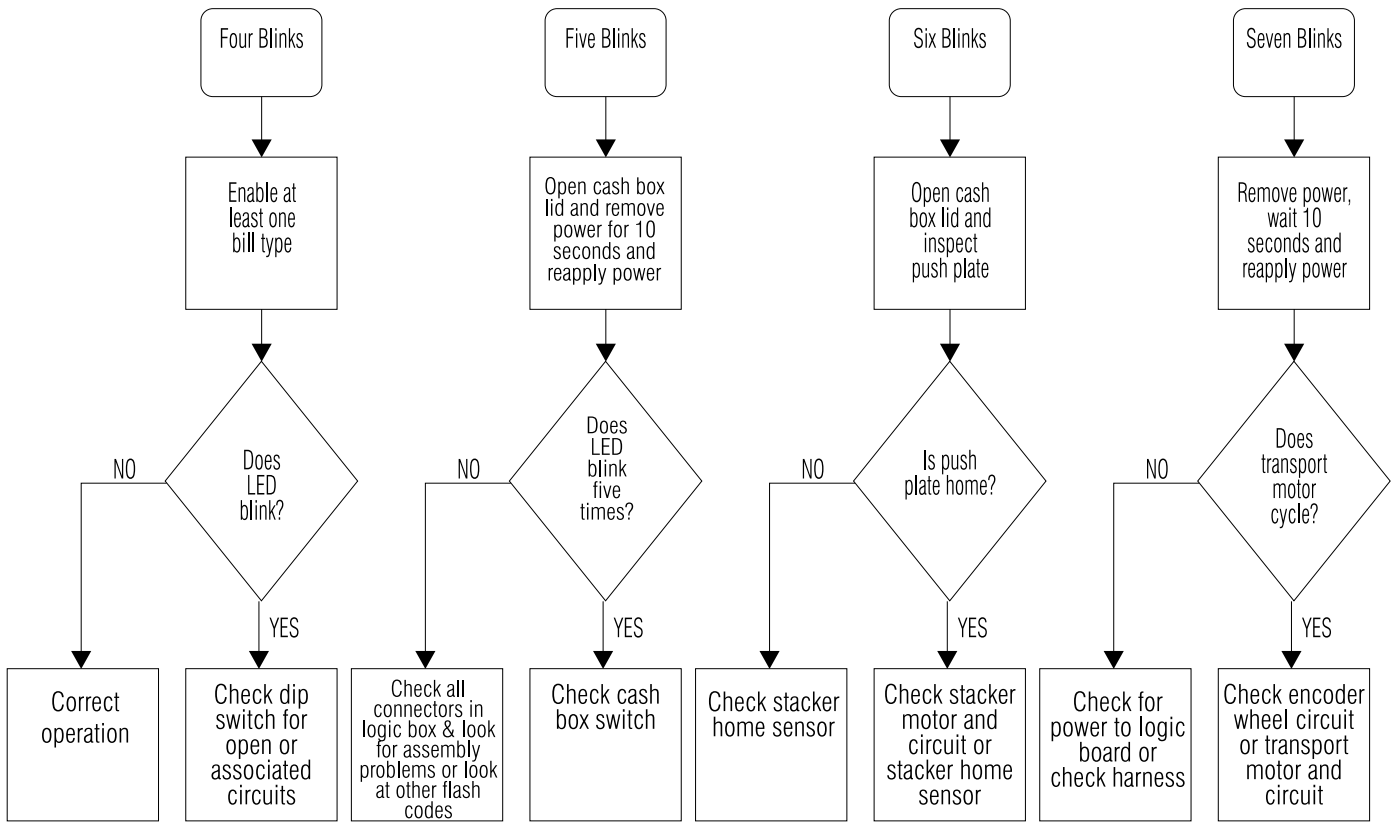 Four Blinks
Five Blinks
Six Blinks
Seven Blinks
Enable at
least one
bill type
Open cash box
lid and remove
power for 10
seconds and
reapply power
Open cash
box lid and
inspect
push plate
Remove power,
wait 10
seconds and
reapply power
Does
LED
blink?
NO
YES
Does
LED
blink
five
times?
NO
YES
Is push
plate home?
NO
YES
Does
transport
motor
cycle?
NO
YES
Correct
operation
Check dip
switch for
open or
associated
circuits
Check all
connectors in
logic box & look
for assembly
problems or look
at other flash
codes
Check cash
box switch
Check stacker
home sensor
Check stacker
motor and
circuit or
stacker home
sensor
Check for
power to logic
board or
check harness
Check encoder
wheel circuit
or transport
motor and
circuit